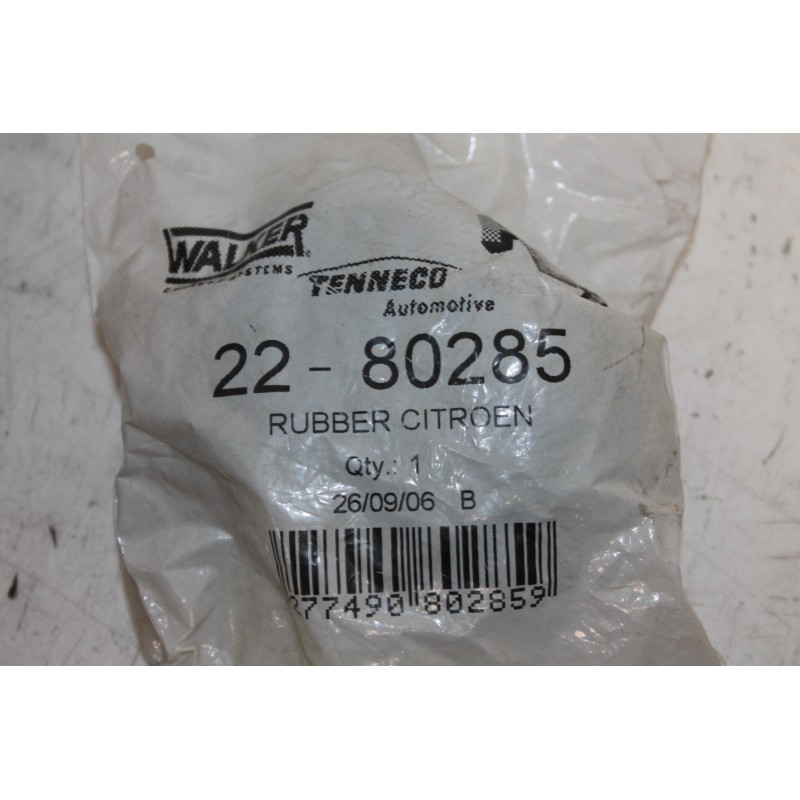 WALKER®
TENNECO
Automotive
22-80285
RUBBER CITROEN
Qty.: 1
26/09/06 B
77490 802859